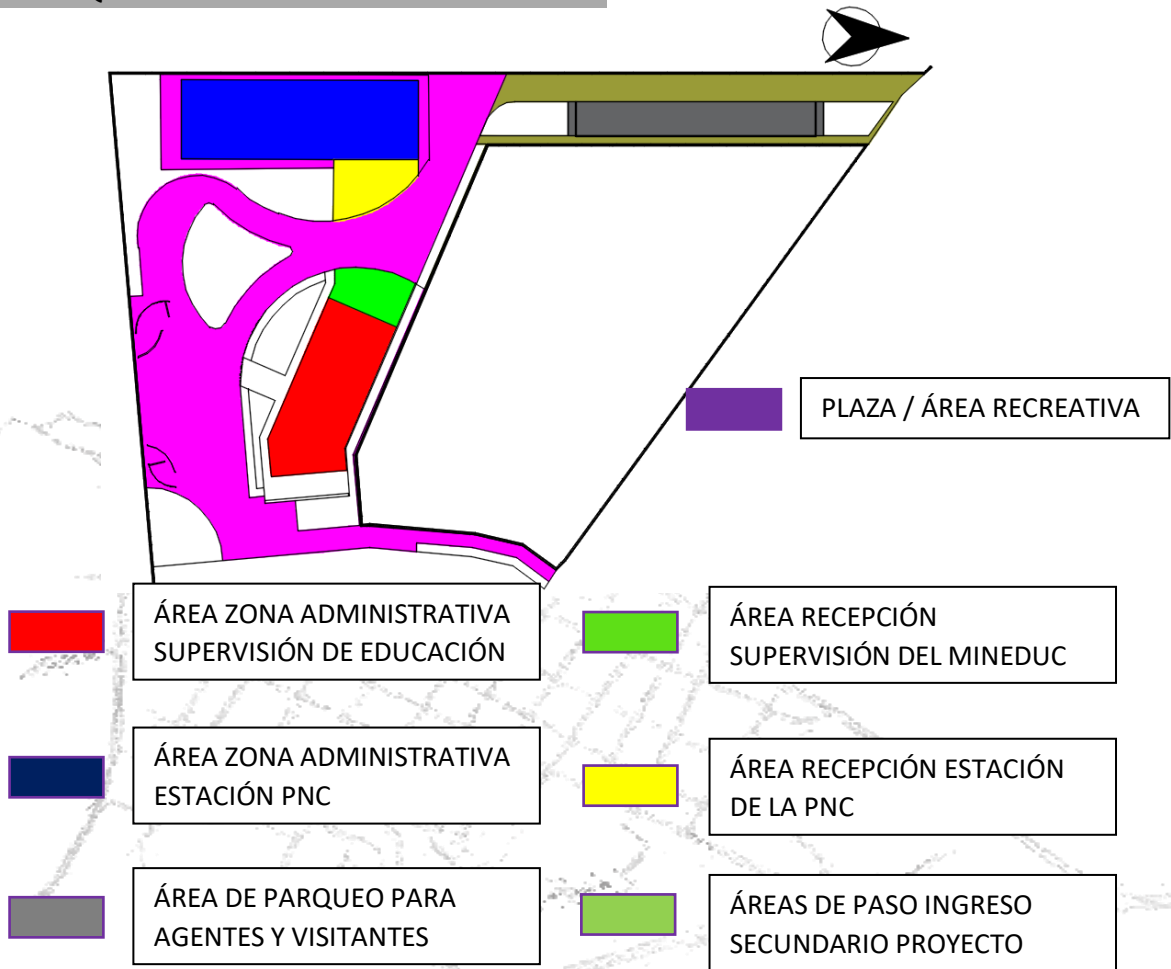 PLAZA / ÁREA RECREATIVA
ÁREA ZONA ADMINISTRATIVA
SUPERVISIÓN DE EDUCACIÓN
ÁREA RECEPCIÓN
SUPERVISIÓN DEL MINEDUC
ÁREA ZONA ADMINISTRATIVA
ESTACIÓN PNC
ÁREA RECEPCIÓN ESTACIÓN
DE LA PNC
ÁREA DE PARQUEO PARA
AGENTES Y VISITANTES
ÁREAS DE PASO INGRESO
SECUNDARIO PROYECTO